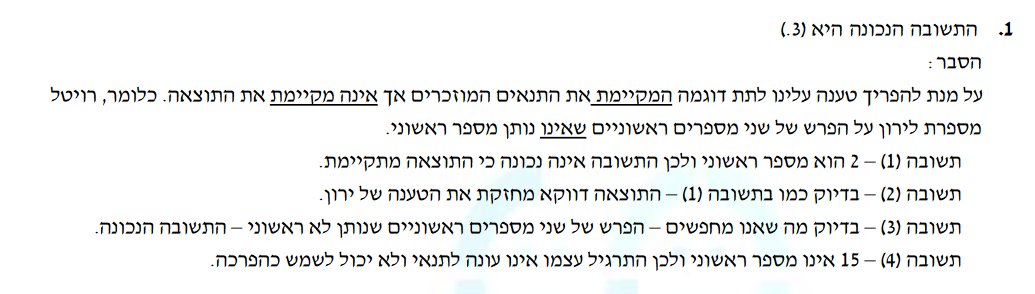 1. התשובה הנכונה היא (3.)
הסבר:
על מנת להפריך טענה עלינו לתת דוגמה המקיימת את התנאים המוזכרים אך אינה מקיימת את התוצאה. כלומר, רויטל
מספרת לירון על הפרש של שני מספרים ראשוניים שאינו נותן מספר ראשוני.
תשובה (1) – 2 הוא מספר ראשוני ולכן התשובה אינה נכונה כי התוצאה מתקיימת.
תשובה (2) – בדיוק כמו בתשובה (1) – התוצאה דווקא מחזקת את הטענה של ירון.
תשובה (3) – בדיוק מה שאנו מחפשים – הפרש של שני מספרים ראשוניים שנותן לא ראשוני – התשובה הנכונה.
תשובה (4) – 15 אינו מספר ראשוני ולכן התרגיל עצמו אינו עונה לתנאי ולא יכול לשמש כהפרכה.